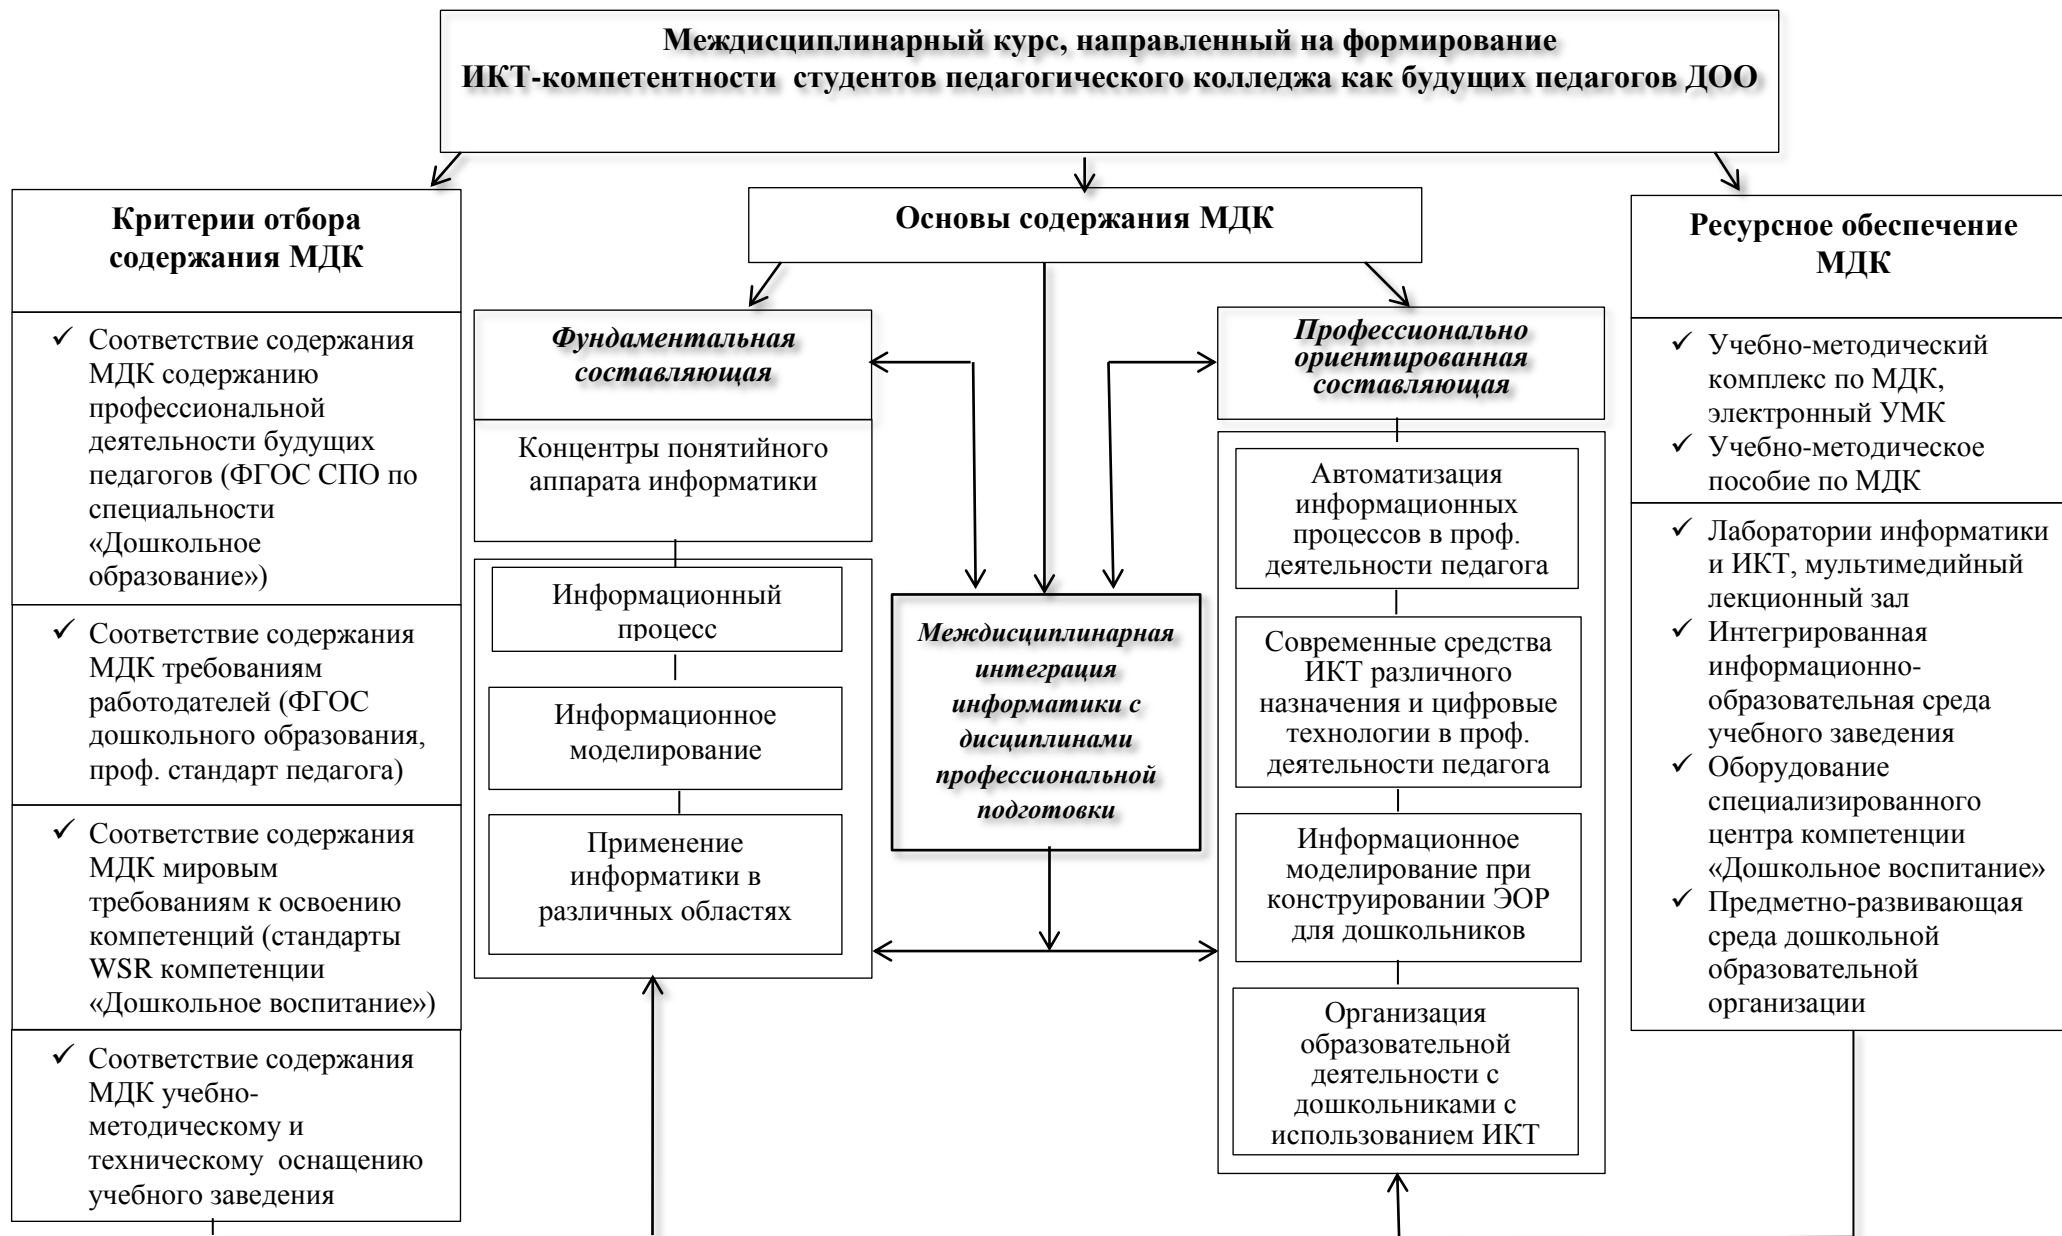 Междисциплинарный курс, направленный на формирование
ИКТ-компетентности студентов педагогического колледжа как будущих педагогов ДОО
Критерии отбора
содержания МДК
✓ Соответствие содержания
МДК содержанию
профессиональной
деятельности будущих
педагогов (ФГОС СПО по
специальности
«Дошкольное
образование»)
✓ Соответствие содержания
МДК требованиям
работодателей (ФГОС
дошкольного образования,
проф. стандарт педагога)
✓ Соответствие содержания
МДК мировым
требованиям к освоению
компетенций (стандарты
WSR компетенции
«Дошкольное воспитание»)
✓ Соответствие содержания
МДК учебно-
методическому и
техническому оснащению
учебного заведения
Основы содержания МДК
Фундаментальная
составляющая
Концентры понятийного
аппарата информатики
Информационный
процесс
Информационное
моделирование
Применение
информатики в
различных областях
Междисциплинарная
интеграция
информатики с
дисциплинами
профессиональной
подготовки
Профессионально
ориентированная
составляющая
Автоматизация
информационных
процессов в проф.
деятельности педагога
Современные средства
ИКТ различного
назначения и цифровые
технологии в проф.
деятельности педагога
Информационное
моделирование при
конструировании ЭОР
для дошкольников
Организация
образовательной
деятельности с
дошкольниками с
использованием ИКТ
Ресурсное обеспечение
МДК
✓ Учебно-методический
комплекс по МДК,
электронный УМК
✓ Учебно-методическое
пособие по МДК
✓ Лаборатории информатики
и ИКТ, мультимедийный
лекционный зал
✓ Интегрированная
информационно-
образовательная среда
учебного заведения
✓ Оборудование
специализированного
центра компетенции
«Дошкольное воспитание»
✓ Предметно-развивающая
среда дошкольной
образовательной
организации